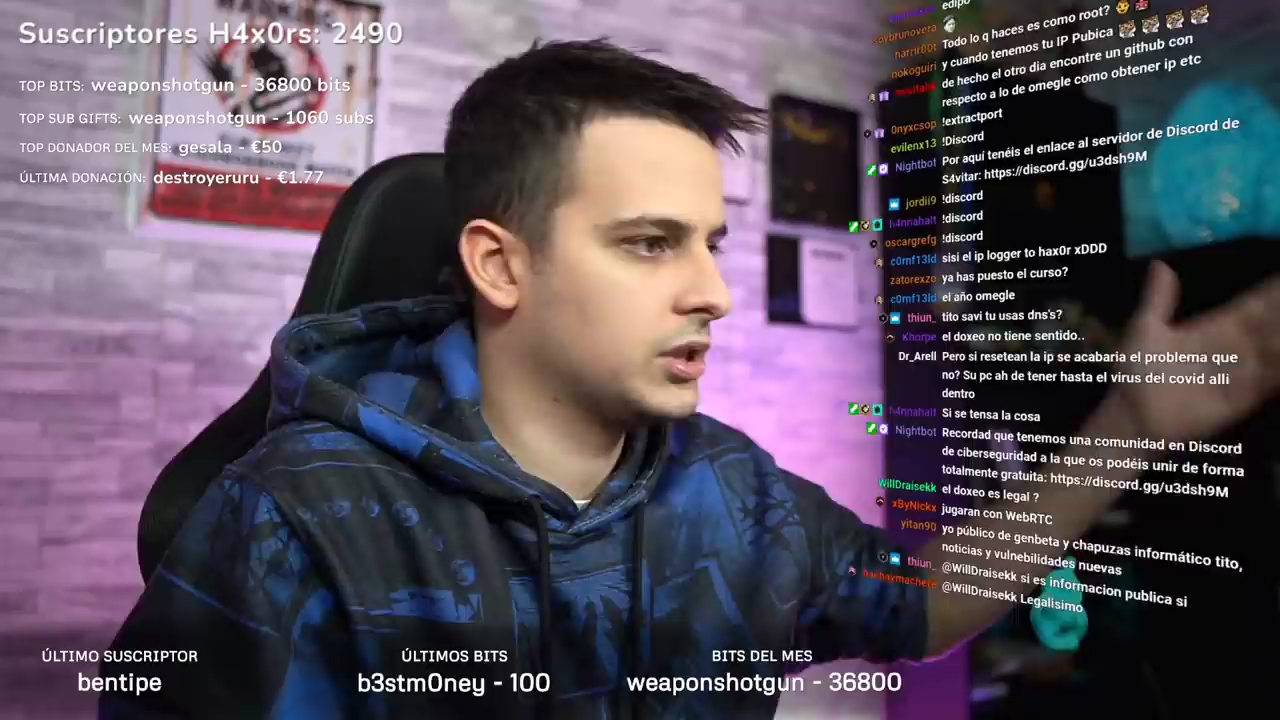 Suscriptores H4x0rs: 2490
TOP BITS: weaponshotgun - 36800 bits
TOP SUB GIFTS: weaponshotgun - 1060 subs
TOP DONADOR DEL MES: gesala - €50
ÚLTIMA DONACIÓN: destroyeruru - €1.77
edipo
Todo lo q haces es como root?
harrir00t y cuando tenemos tu IP Pubica
nokoguiri de hecho el otro dia encontre un github con
respecto a lo de omegle como obtener ip etc
!extractport
0nyxcsop !Discord
evilenx13 Por aquí tenéis el enlace al servidor de Discord de
Nightbot S4vitar: https://discord.gg/u3dsh9M
jordii9 !discord
h4nnahalt !discord
oscargrefg !discord
c0rnf13ld sisi el ip logger to hax0r xDDD
zatorexzo ya has puesto el curso?
c0rnf13ld el año omegle
thiun_ tito savi tu usas dns's?
Khorpe el doxeo no tiene sentido..
Dr_Arell Pero si resetean la ip se acabaria el problema que
no? Su pc ah de tener hasta el virus del covid alli
dentro
h4nnahalt Si se tensa la cosa
Nightbot Recordad que tenemos una comunidad en Discord
de ciberseguridad a la que os podéis unir de forma
totalmente gratuita: https://discord.gg/u3dsh9M
WillDraisekk el doxeo es legal ?
xByNickx jugaran con WebRTC
yitan90 yo público de genbeta y chapuzas informático tito,
noticias y vulnebilidades nuevas
thiun_ @WillDraisekk si es informacion publica si
@WillDraisekk Legalisimo
ÚLTIMO SUSCRIPTOR
bentipe
ÚLTIMOS BITS
b3stm0ney - 100
BITS DEL MES
weaponshotgun - 36800